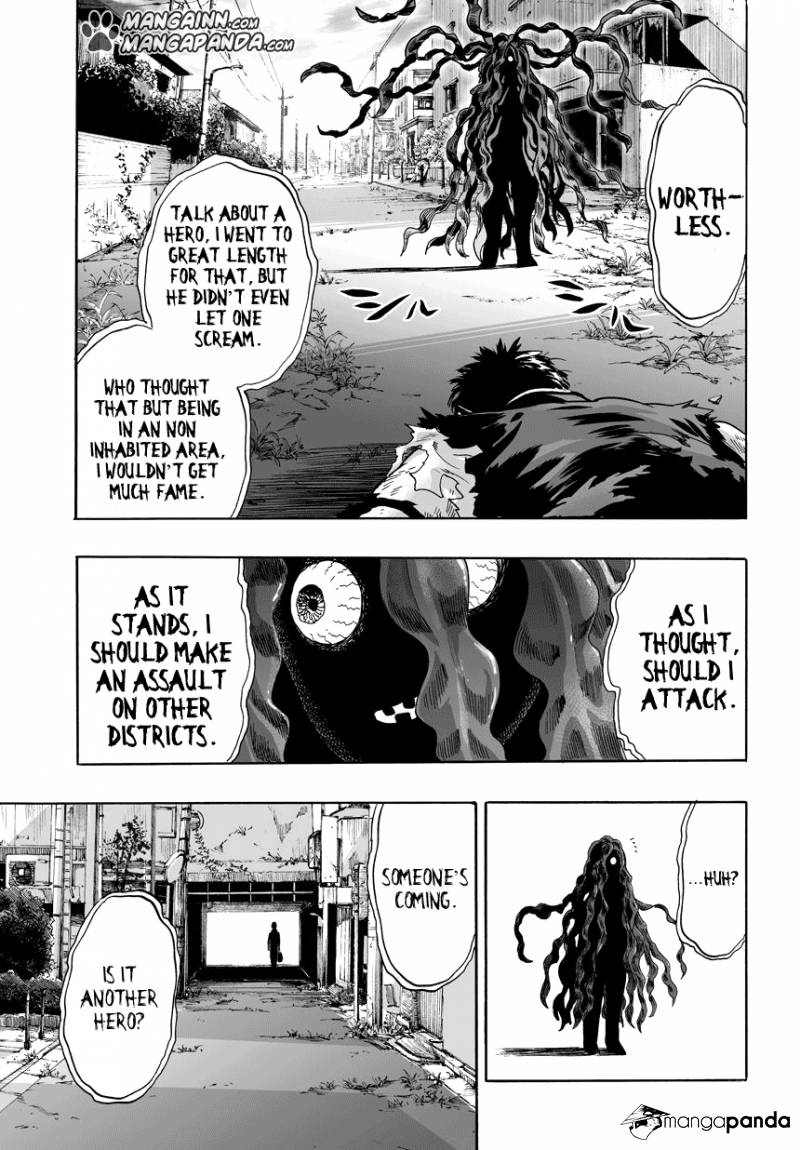 MANGAINN.COM
MANGAPANDA.COM
WORTH-
LESS.
TALK ABOUT A
HERO, I WENT TO
GREAT LENGTH
FOR THAT, BUT
HE DIDN'T EVEN
LET ONE
SCREAM.
WHO THOUGHT
THAT BUT BEING
IN AN NON
INHABITED AREA,
I WOULDN'T GET
MUCH FAME.
AS I
THOUGHT,
SHOULD I
ATTACK.
AS IT
STANDS, I
SHOULD MAKE
AN ASSAULT
ON OTHER
DISTRICTS.
...HUH?
SOMEONE'S
COMING.
IS IT
ANOTHER
HERO?
mangapanda